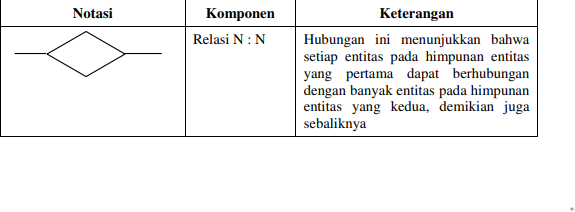 Notasi Komponen Keterangan
Relasi N : N Hubungan ini menunjukkan bahwa
setiap entitas pada himpunan entitas
yang pertama dapat berhubungan
dengan banyak entitas pada himpunan
entitas yang kedua, demikian juga
sebaliknya